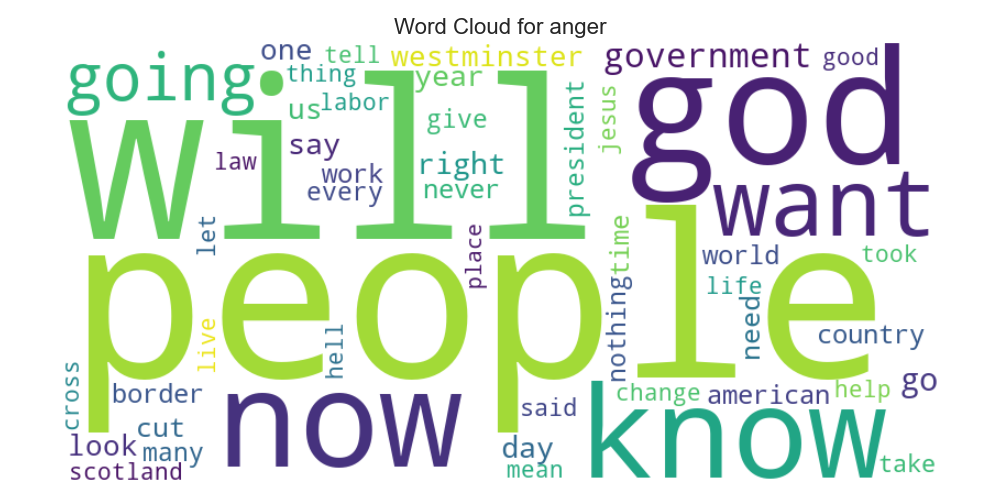 Word Cloud for anger
one
tell
westminster
government
good
going
thing
year
us
labor
give
president
jesus
god
will
law
say
work
every
right
never
want
let
place
time
world
took
people
life
nothing
need
country
live
hell
cross
border
now
said
change
american
help
go
know
look
cut
many
scotland
day
mean
take